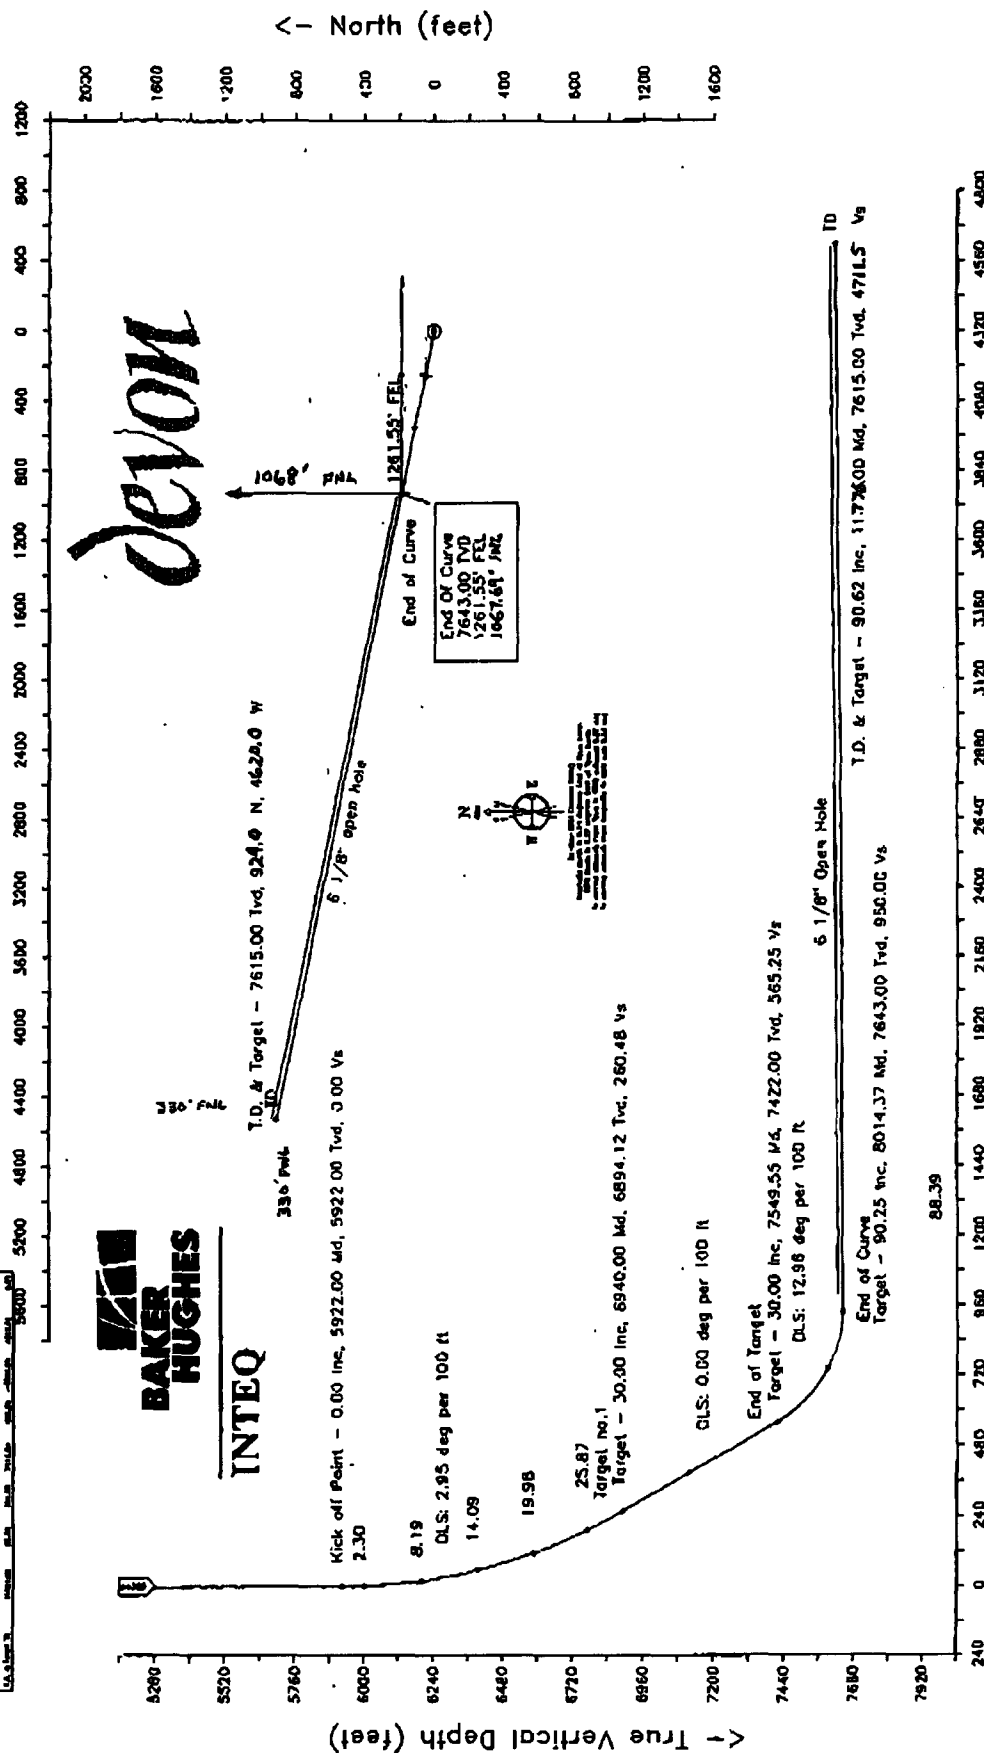 5600 5200 4800 4400 4000 3600 3200 2800 2400 2000 1600 1200 800 400 0 400 800 1200
BAKER
HUGHES
INTEQ
devon
<- North (feet)
2000
1600
1200
800
400
0
400
800
1200
1600
330' FNL
330' FWL
T.D. & Target - 7615.00 Tvd, 924.0 N, 4620.0 W
TD
6 1/8" open hole
1068' FNL
1261.55' FEL
End of Curve
End Of Curve
7643.00 TVD
1261.55' FEL
1067.69' FNL
N
Kick off Point - 0.00 Inc, 5922.00 Md, 5922.00 Tvd, 0.00 Vs
2.30
8.19
DLS: 2.95 deg per 100 ft
14.09
19.98
25.87
Target no.1
Target - 30.00 Inc, 6940.00 Md, 6894.12 Tvd, 260.48 Vs
DLS: 0.00 deg per 100 ft
End of Tangent
Target - 30.00 Inc, 7549.55 Md, 7422.00 Tvd, 565.25 Vs
DLS: 12.96 deg per 100 ft
End of Curve
Target - 90.25 Inc, 8014.37 Md, 7643.00 Tvd, 950.00 Vs
88.39
6 1/8" Open Hole
TD
T.D. & Target - 90.62 Inc, 11776.00 Md, 7615.00 Tvd, 4711.5 Vs
<- True Vertical Depth (feet)
5280
5520
5760
6000
6240
6480
6720
6960
7200
7440
7680
7920
240 0 240 480 720 960 1200 1440 1680 1920 2160 2400 2640 2880 3120 3360 3600 3840 4080 4320 4560 4800